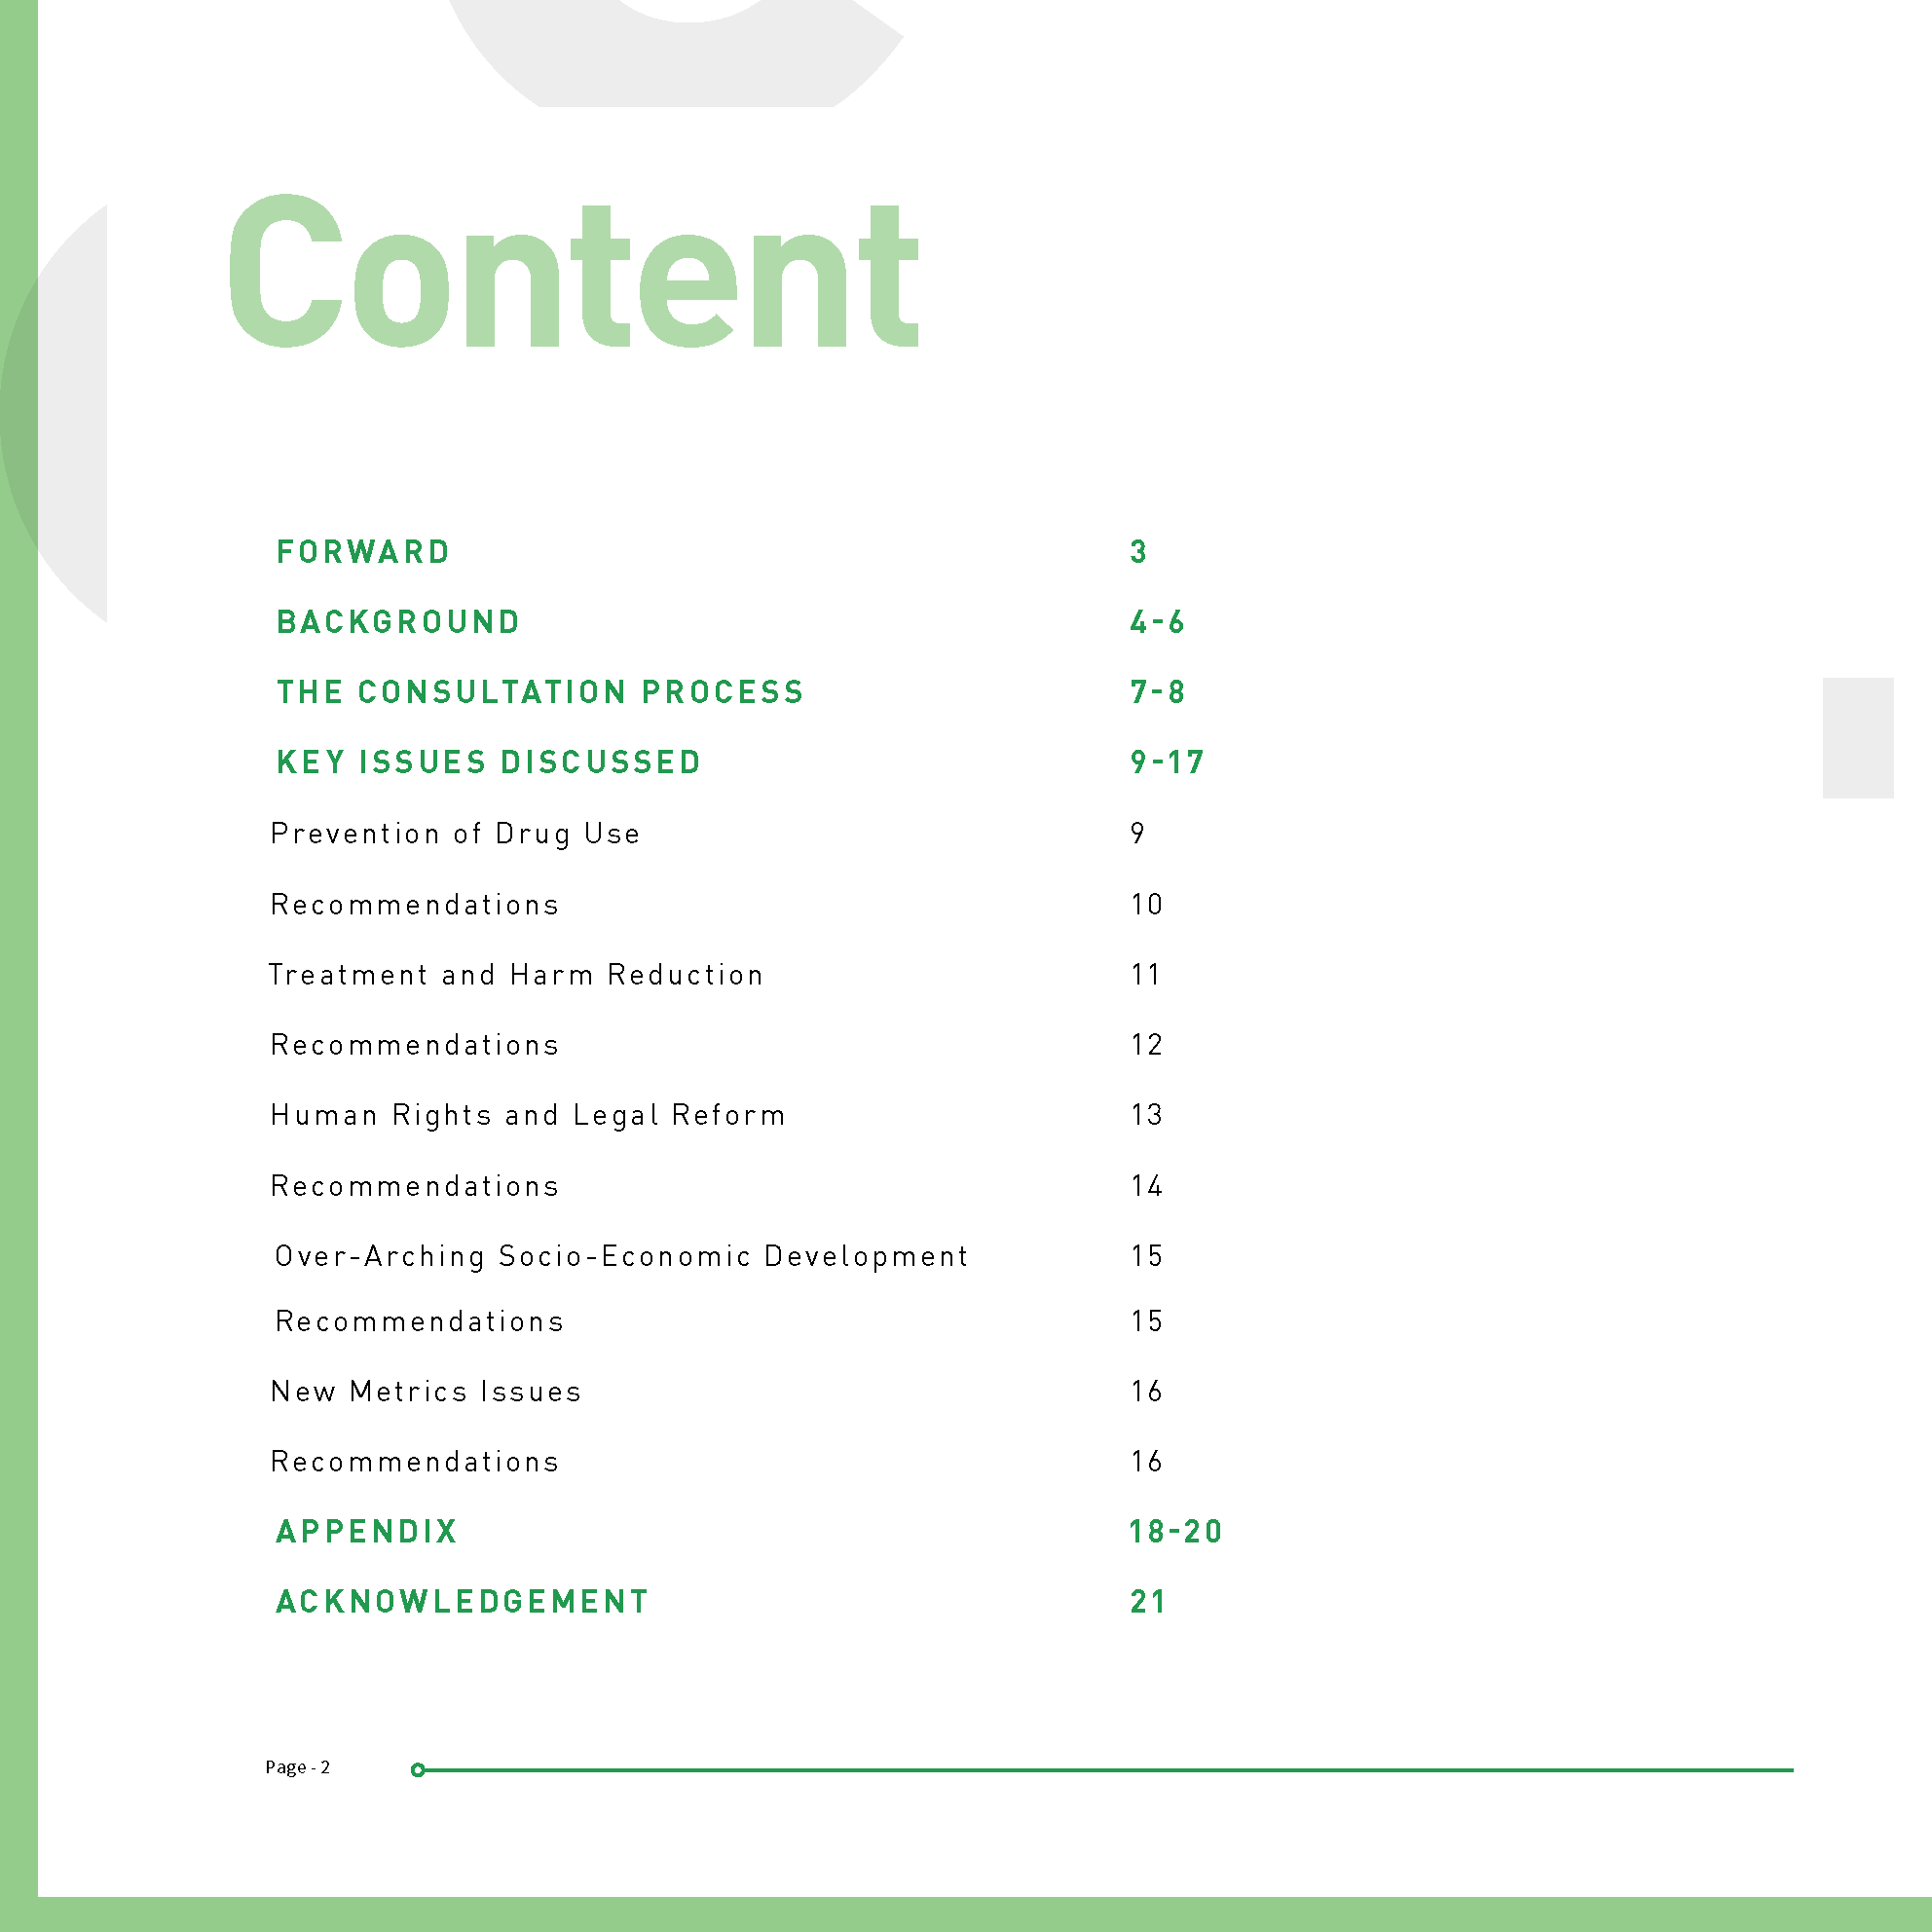 Content
FORWARD 3
BACKGROUND 4-6
THE CONSULTATION PROCESS 7-8
KEY ISSUES DISCUSSED 9-17
Prevention of Drug Use 9
Recommendations 10
Treatment and Harm Reduction 11
Recommendations 12
Human Rights and Legal Reform 13
Recommendations 14
Over-Arching Socio-Economic Development 15
Recommendations 15
New Metrics Issues 16
Recommendations 16
APPENDIX 18-20
ACKNOWLEDGEMENT 21
Page - 2